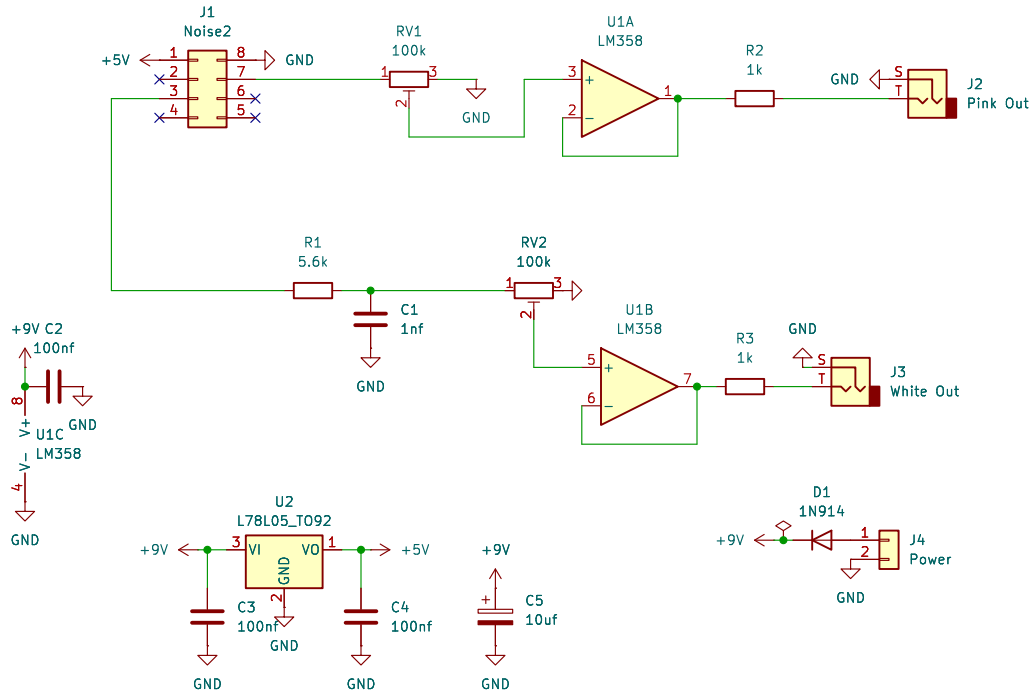 J1
Noise2
+5V
1
2
3
4
8
7
6
5
GND
RV1
100k
1
3
2
GND
U1A
LM358
3
+
2
−
1
R2
1k
GND
S
T
J2
Pink Out
R1
5.6k
C1
1nf
GND
RV2
100k
1
3
2
U1B
LM358
5
+
6
−
7
R3
1k
GND
S
T
J3
White Out
+9V
C2
100nf
GND
8
V+
U1C
LM358
V-
4
GND
U2
L78L05_TO92
+9V
3
VI
VO
1
GND
2
+5V
GND
C3
100nf
GND
C4
100nf
GND
+9V
+
C5
10uf
GND
D1
1N914
+9V
1
2
J4
Power
GND